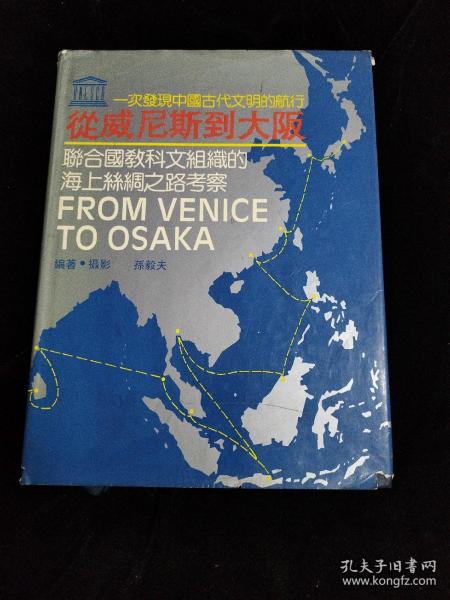 UNESCO
一次發現中國古代文明的航行
從威尼斯到大阪
聯合國教科文組織的
海上絲綢之路考察
FROM VENICE
TO OSAKA
編著・攝影 孫毅夫
孔夫子旧书网
www.kongfz.com